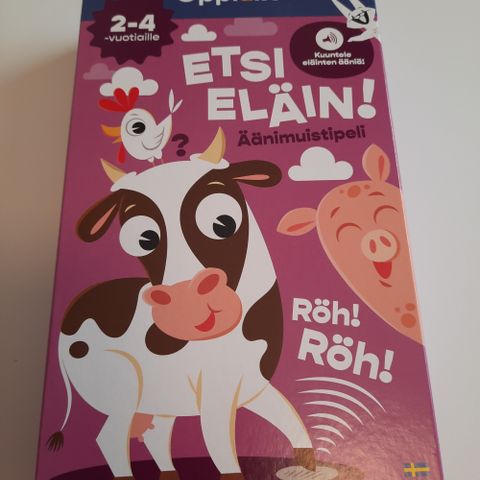 2-4
-vuotiaille
Kuuntele
eläinten ääniä!
ETSI
ELÄIN!
Äänimuistipeli
?
Röh!
Röh!